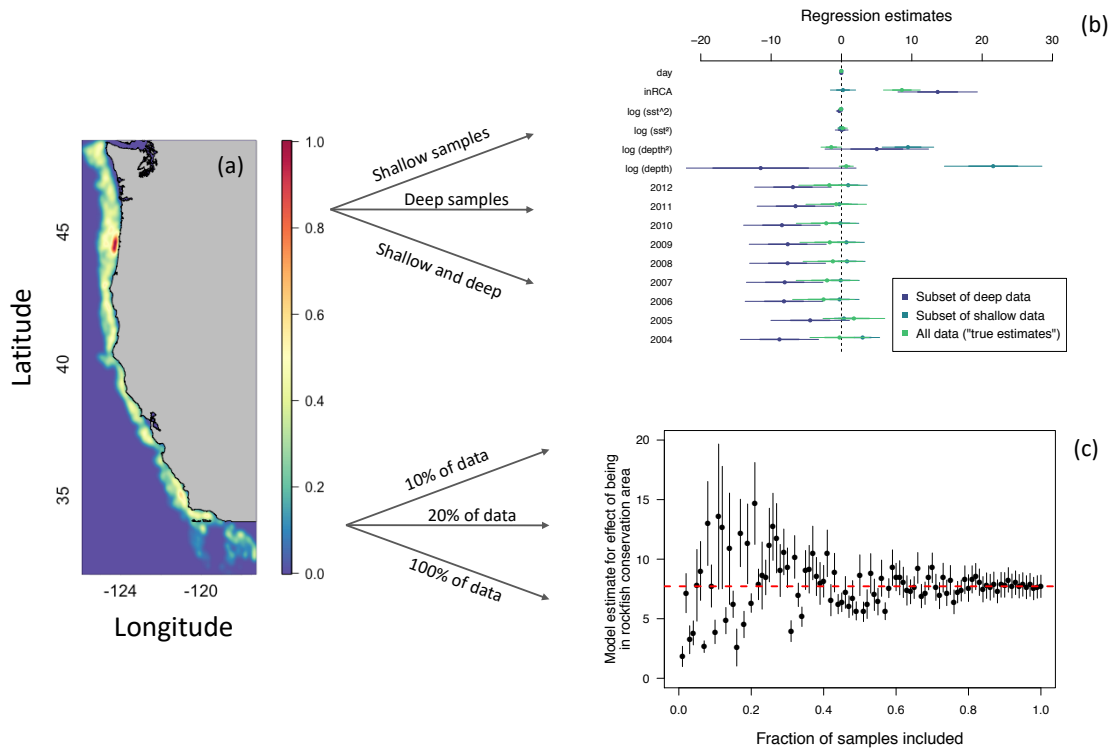 (a)
Latitude
45
40
35
-124
-120
Longitude
1.0
0.8
0.6
0.4
0.2
0.0
Shallow samples
Deep samples
Shallow and deep
10% of data
20% of data
100% of data
Regression estimates
(b)
−20
−10
0
10
20
30
day
inRCA
log (sst^2)
log (sst²)
log (depth²)
log (depth)
2012
2011
2010
2009
2008
2007
2006
2005
2004
Subset of deep data
Subset of shallow data
All data ("true estimates")
(c)
Model estimate for effect of being
in rockfish conservation area
20
15
10
5
0
0.0
0.2
0.4
0.6
0.8
1.0
Fraction of samples included